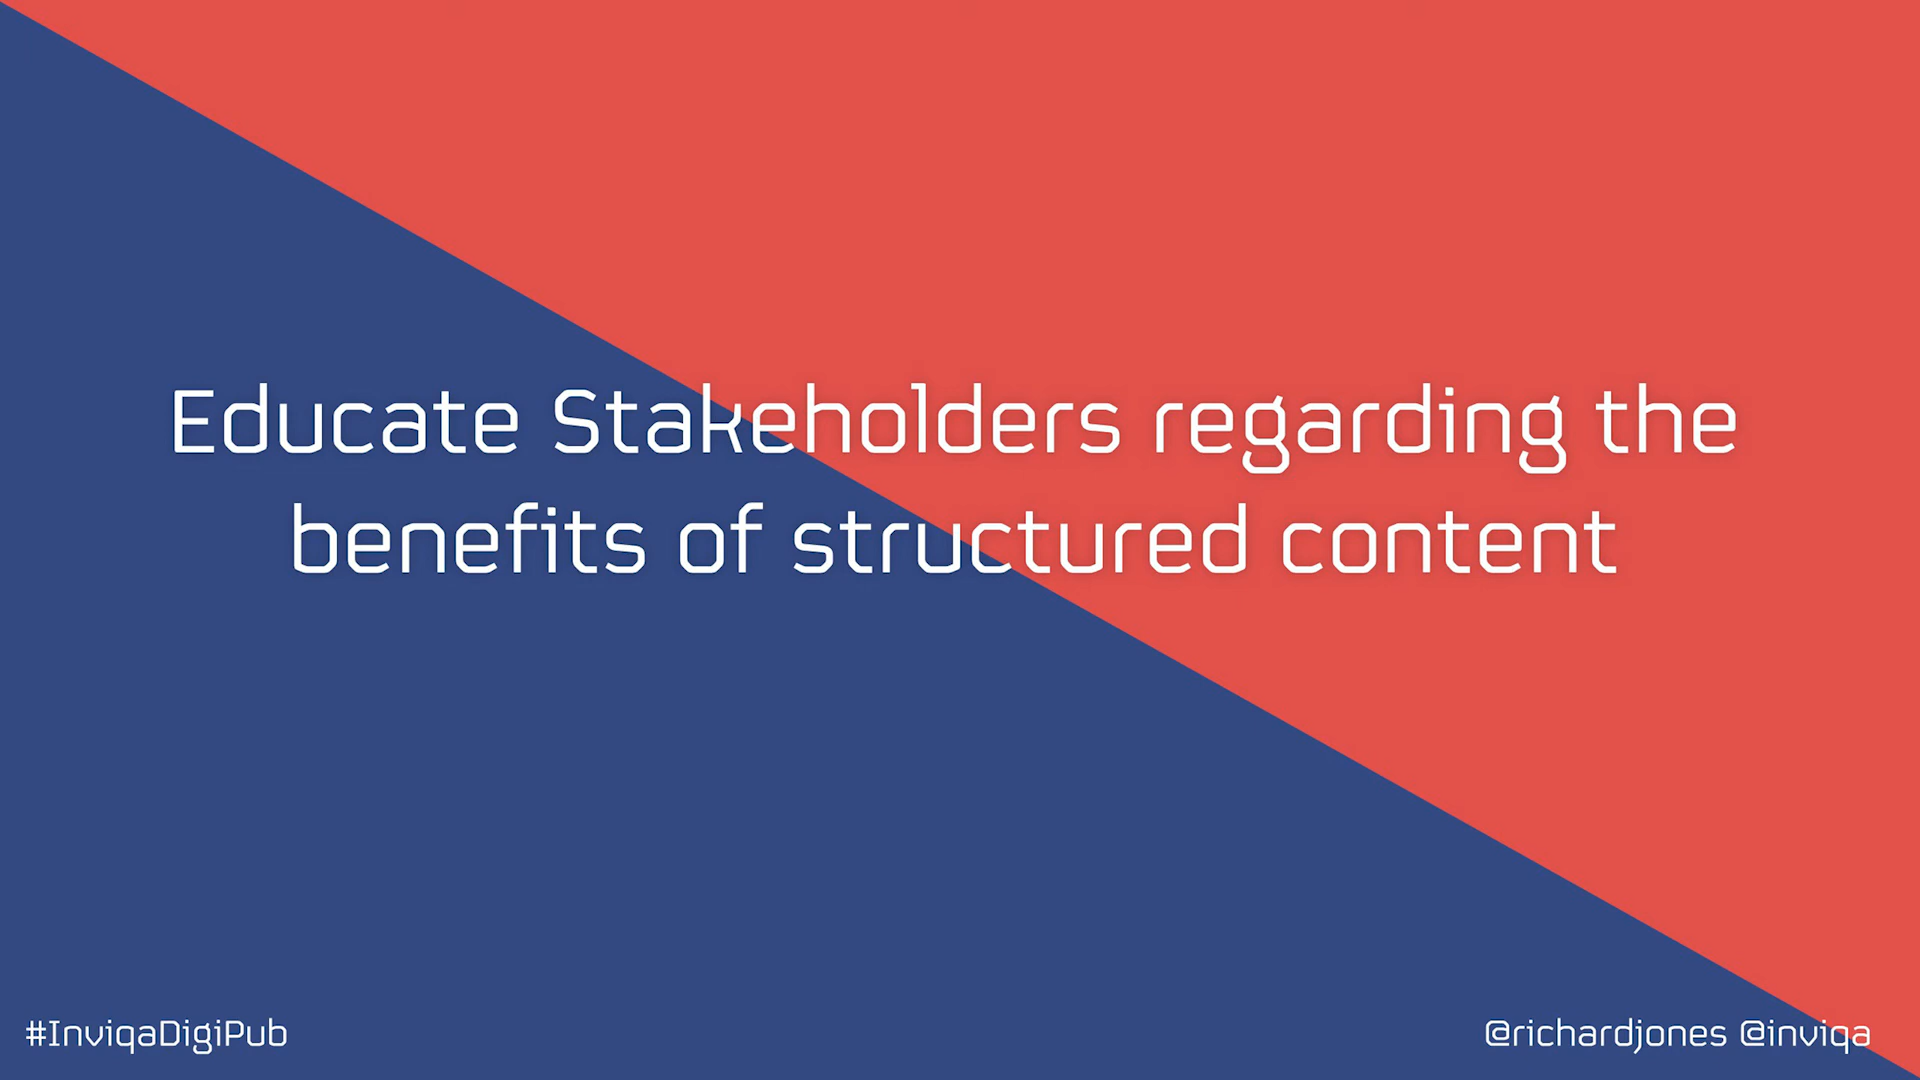 Educate Stakeholders regarding the
benefits of structured content
#InviqaDigiPub
@richardjones @inviqa